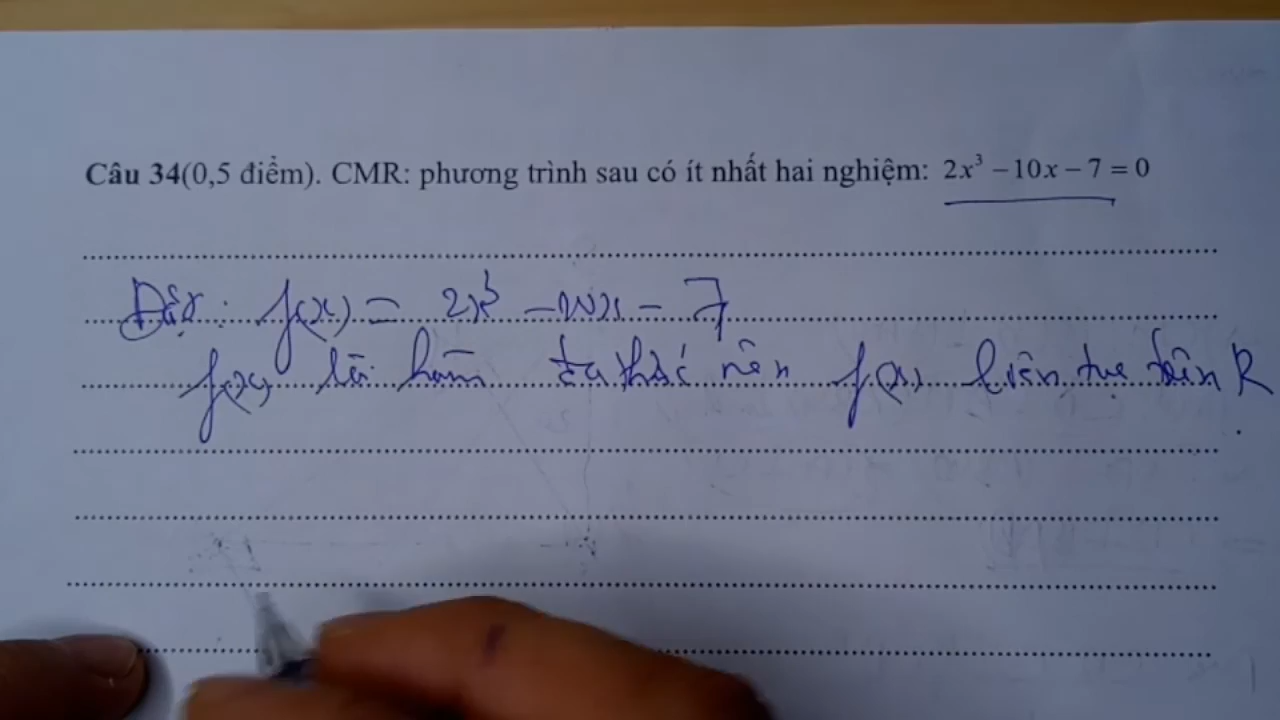 Câu 34(0,5 điểm). CMR: phương trình sau có ít nhất hai nghiệm: 2x³ − 10x − 7 = 0
Đặt: f(x) = 2x³ − 10x − 7
f(x) là hàm đa thức nên f(x) liên tục trên R